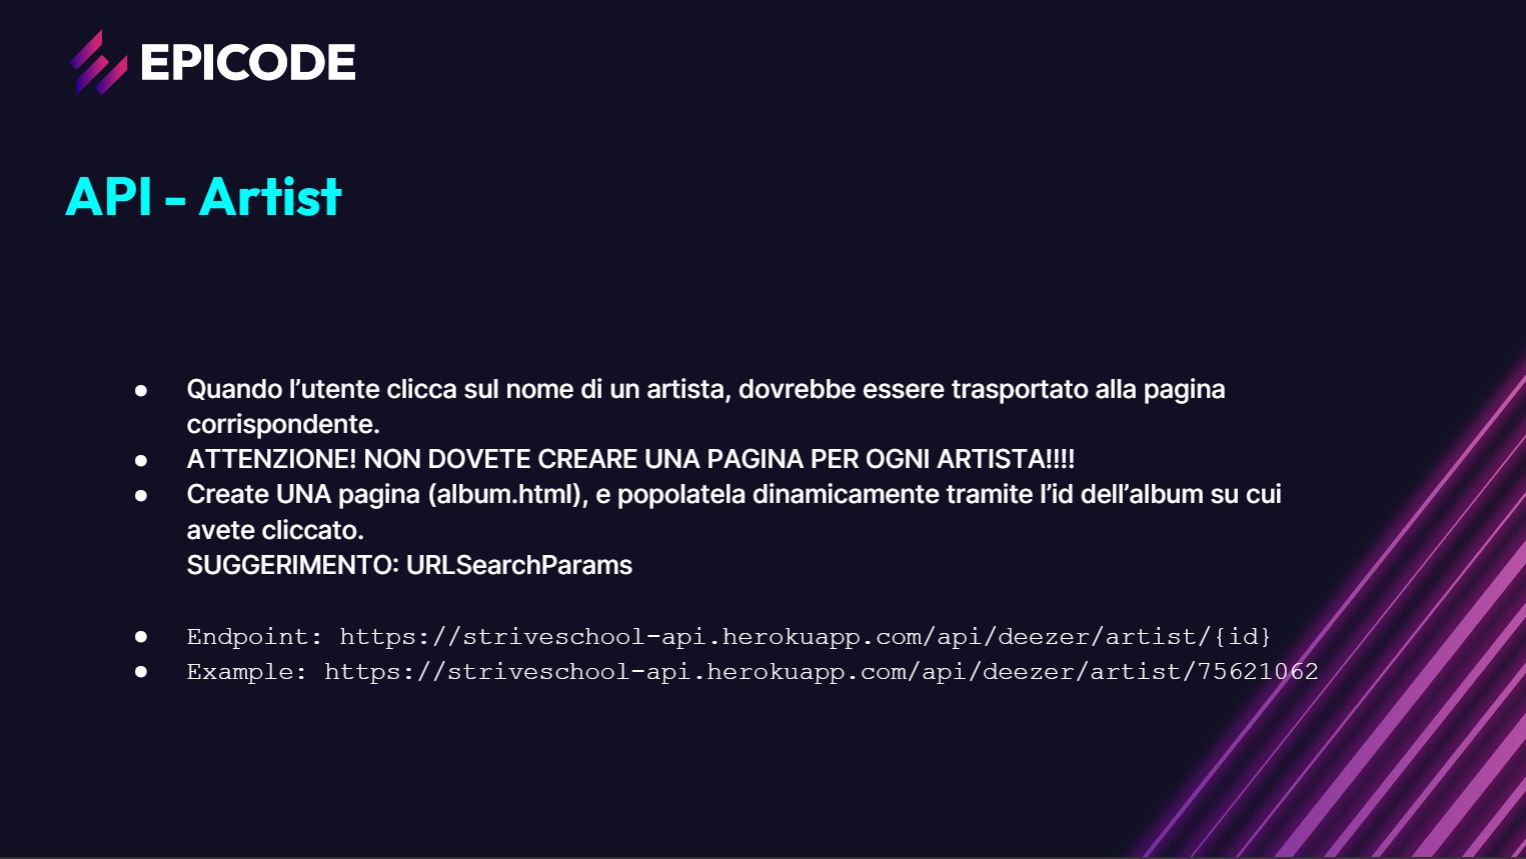 EPICODE
API - Artist
● Quando l’utente clicca sul nome di un artista, dovrebbe essere trasportato alla pagina
corrispondente.
● ATTENZIONE! NON DOVETE CREARE UNA PAGINA PER OGNI ARTISTA!!!!
● Create UNA pagina (album.html), e popolatela dinamicamente tramite l’id dell’album su cui
avete cliccato.
SUGGERIMENTO: URLSearchParams
● Endpoint: https://striveschool-api.herokuapp.com/api/deezer/artist/{id}
● Example: https://striveschool-api.herokuapp.com/api/deezer/artist/75621062